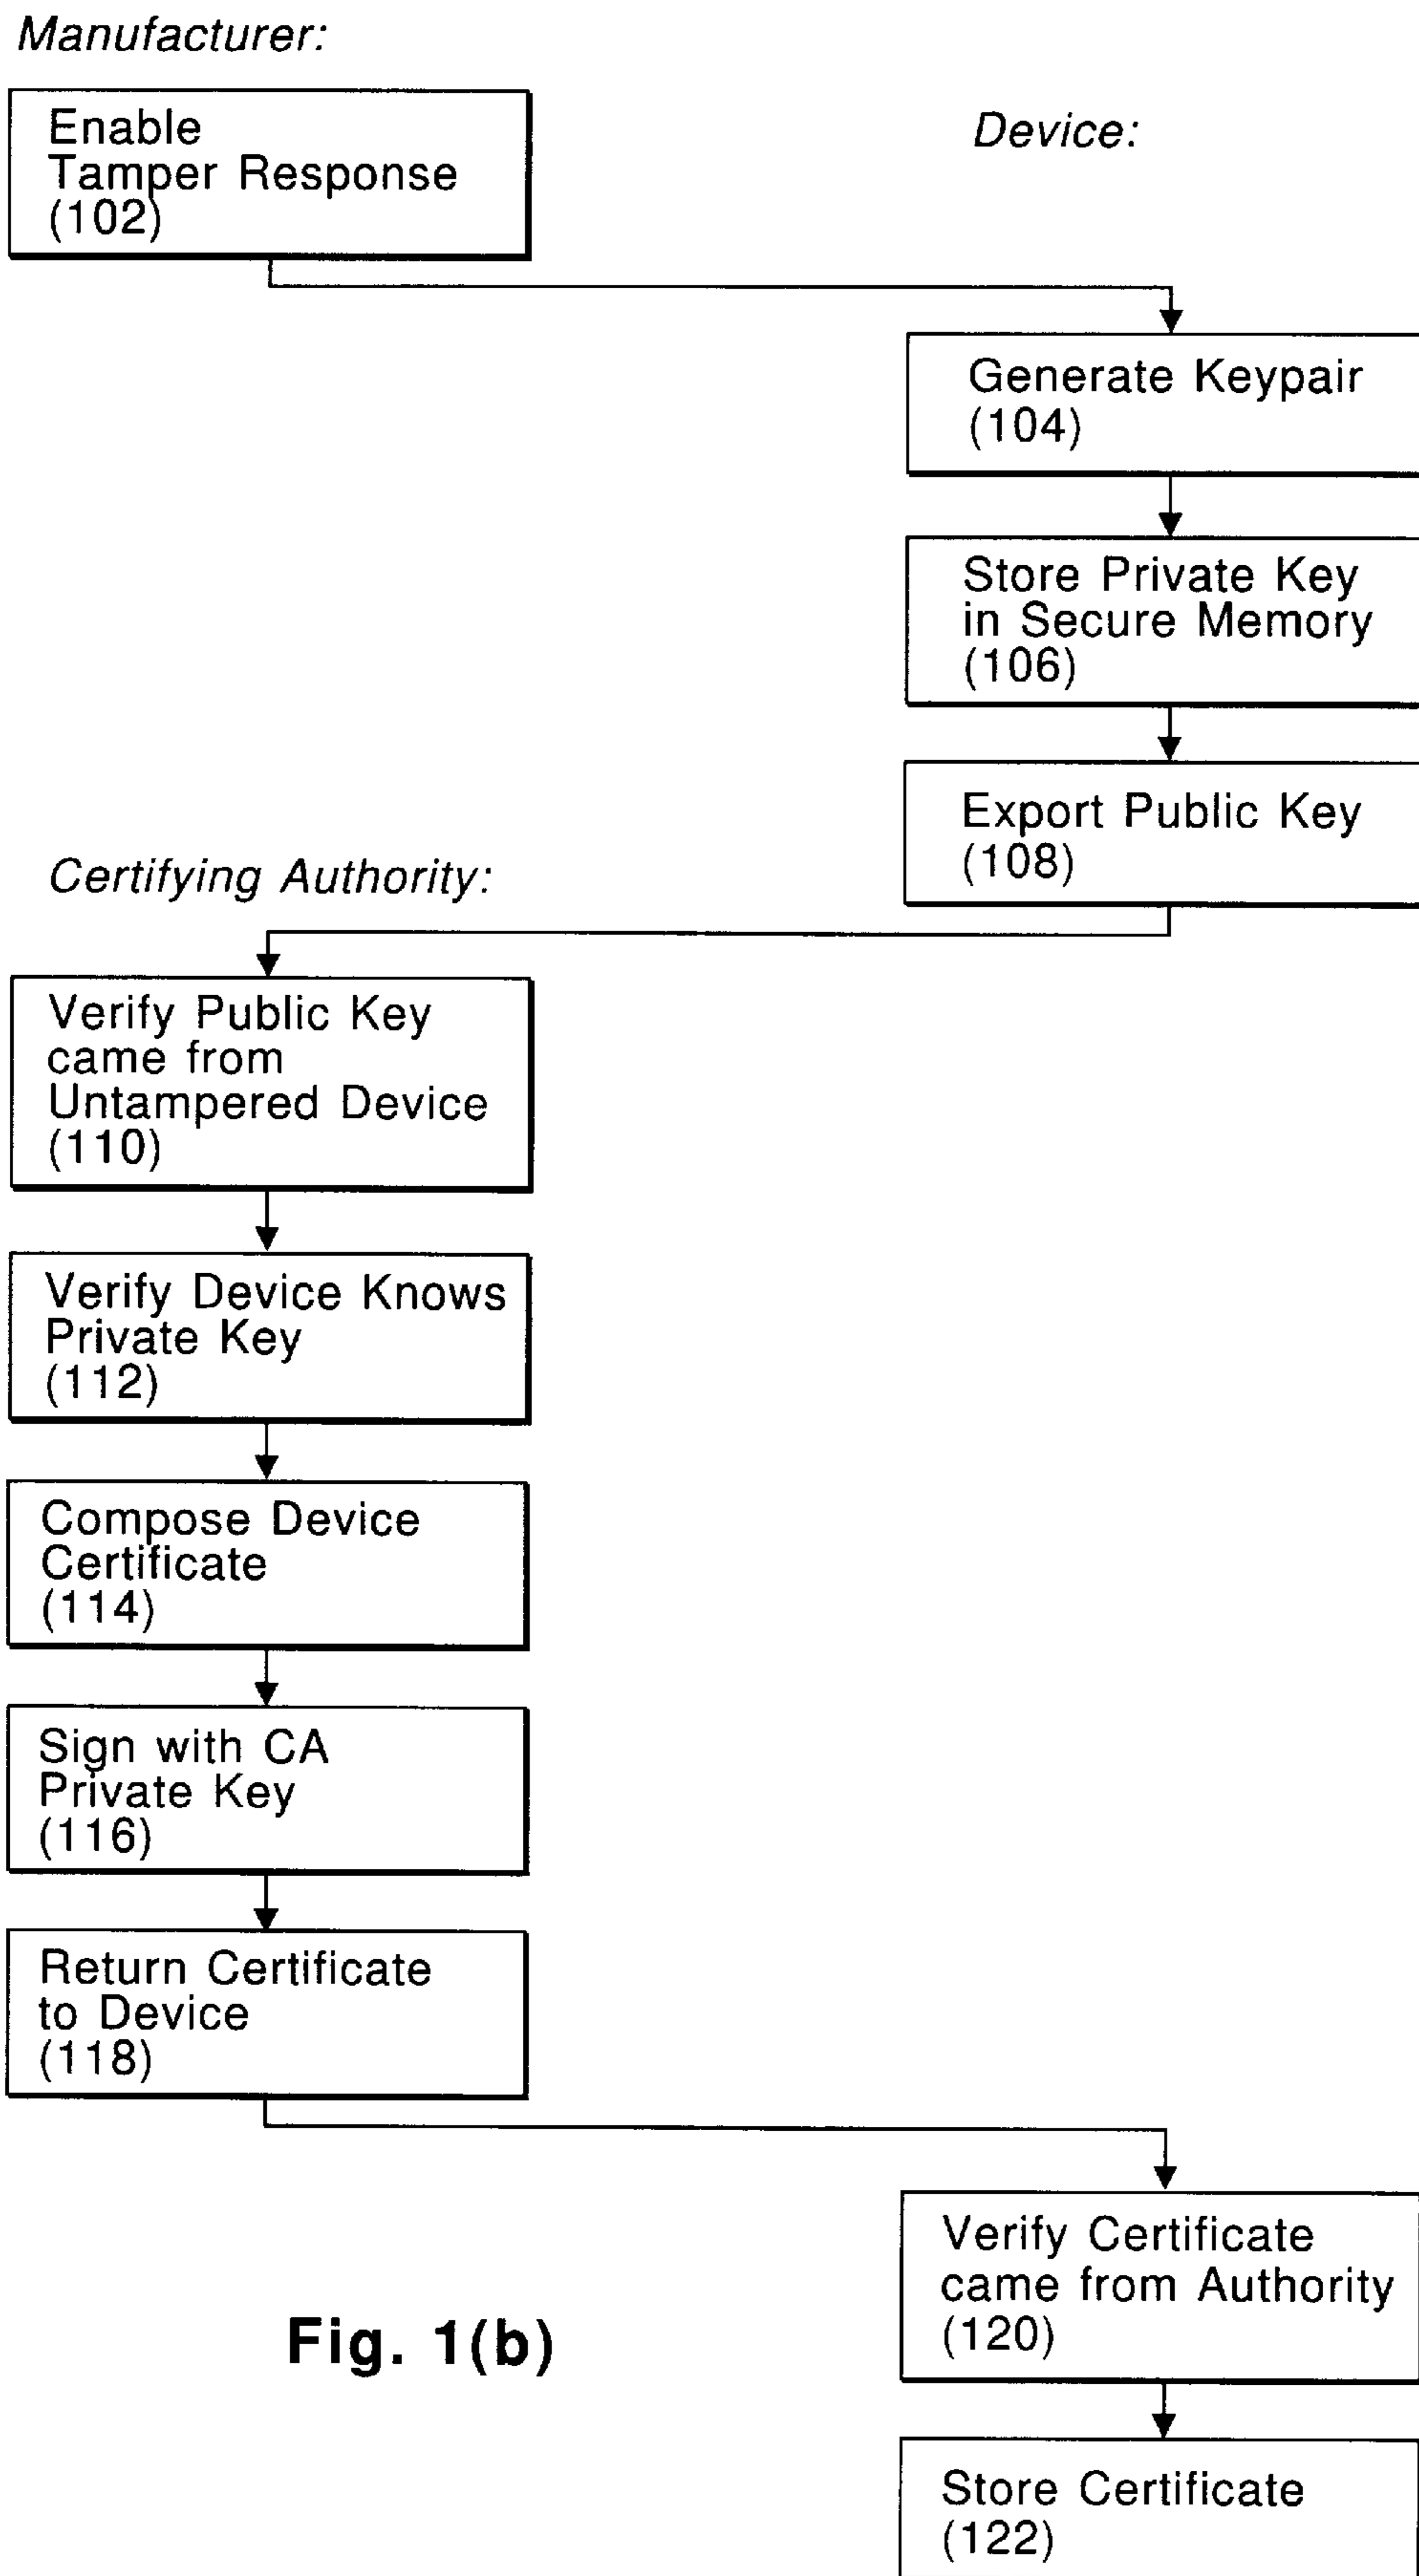 Manufacturer:
Enable
Tamper Response
(102)
Device:
Generate Keypair
(104)
Store Private Key
in Secure Memory
(106)
Export Public Key
(108)
Certifying Authority:
Verify Public Key
came from
Untampered Device
(110)
Verify Device Knows
Private Key
(112)
Compose Device
Certificate
(114)
Sign with CA
Private Key
(116)
Return Certificate
to Device
(118)
Verify Certificate
came from Authority
(120)
Fig. 1(b)
Store Certificate
(122)